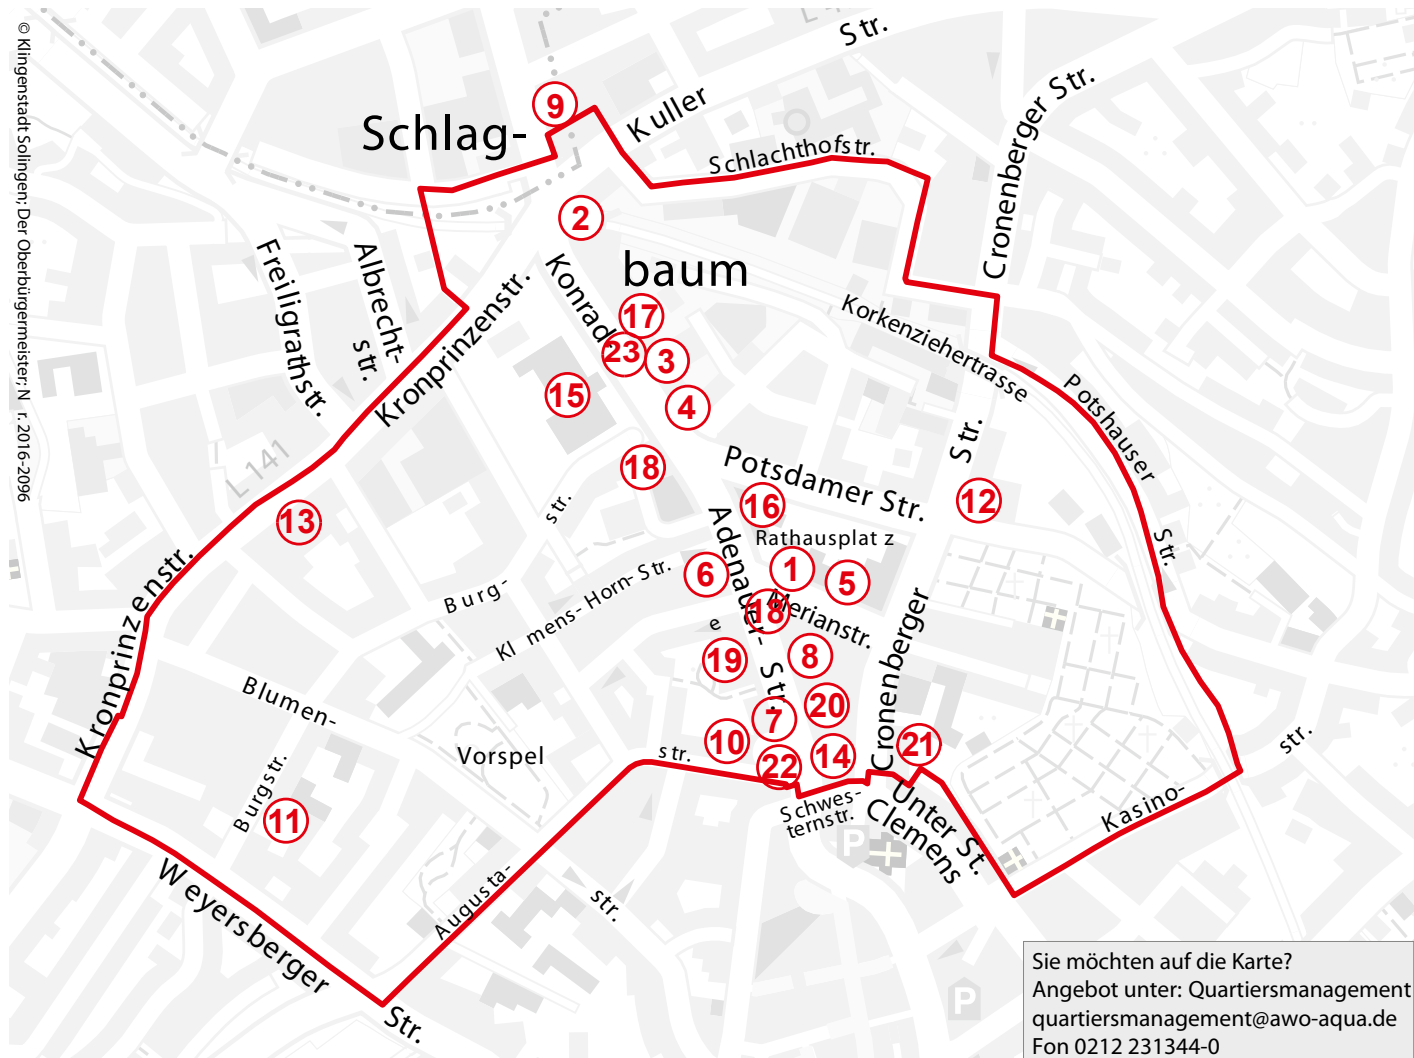 © Klingenstadt Solingen; Der Oberbürgermeister, N r. 2016-2096
Str.
Kuller
Cronenberger Str.
9
Schlag-
Schlachthofstr.
2
baum
Freiligrathstr.
Albrecht-
str.
Kronprinzenstr.
Konrad-
17
23
3
15
4
Korkenziehertrasse
Potshauser
Str.
Str.
L 141
18
Potsdamer Str.
16
12
13
str.
Rathausplat z
Adenauer-
Str.
6
1
5
Kronprinzenstr.
Burg-
Kl mens- Horn- Str.
e
18
Merianstr.
Cronenberger
19
8
20
7
Blumen-
Vorspel
str.
10
22
14
21
str.
Burgstr.
11
Schwes-
ternstr.
Unter St.
Clemens
P
Kasino-
Weyersberger
Str.
Augusta-
str.
P
Sie möchten auf die Karte?
Angebot unter: Quartiersmanagement
quartiersmanagement@awo-aqua.de
Fon 0212 231344-0